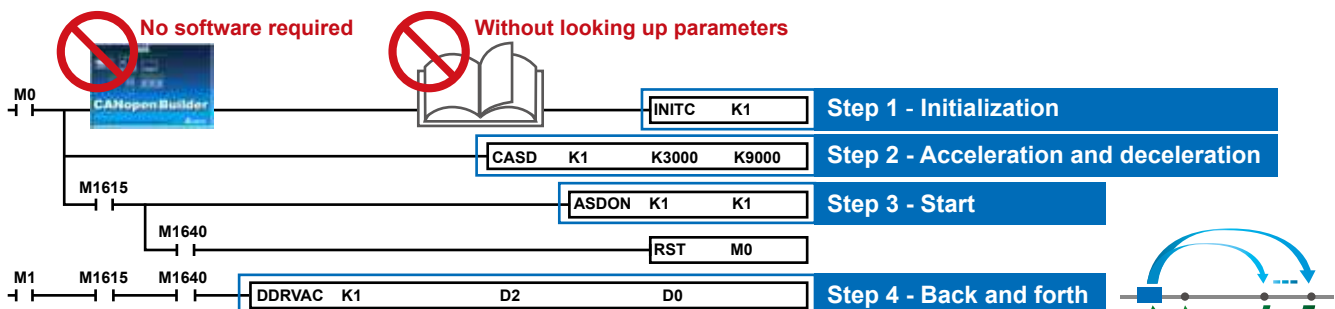 No software required
Without looking up parameters
CANopen Builder
M0
INITC K1
Step 1 - Initialization
CASD K1 K3000 K9000
Step 2 - Acceleration and deceleration
M1615
ASDON K1 K1
Step 3 - Start
M1640
RST M0
M1 M1615 M1640
DDRVAC K1 D2 D0
Step 4 - Back and forth